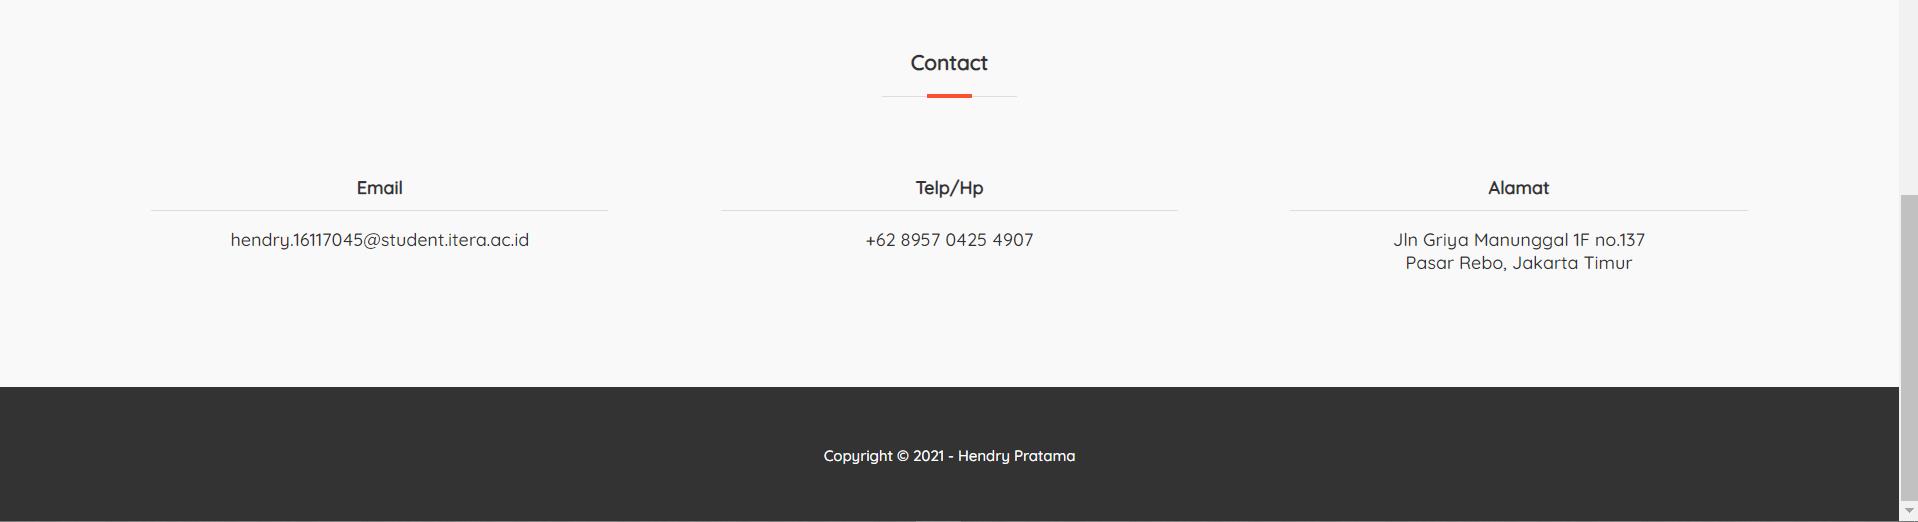 Contact
Email
hendry.16117045@student.itera.ac.id
Telp/Hp
+62 8957 0425 4907
Alamat
Jln Griya Manunggal 1F no.137
Pasar Rebo, Jakarta Timur
Copyright © 2021 - Hendry Pratama